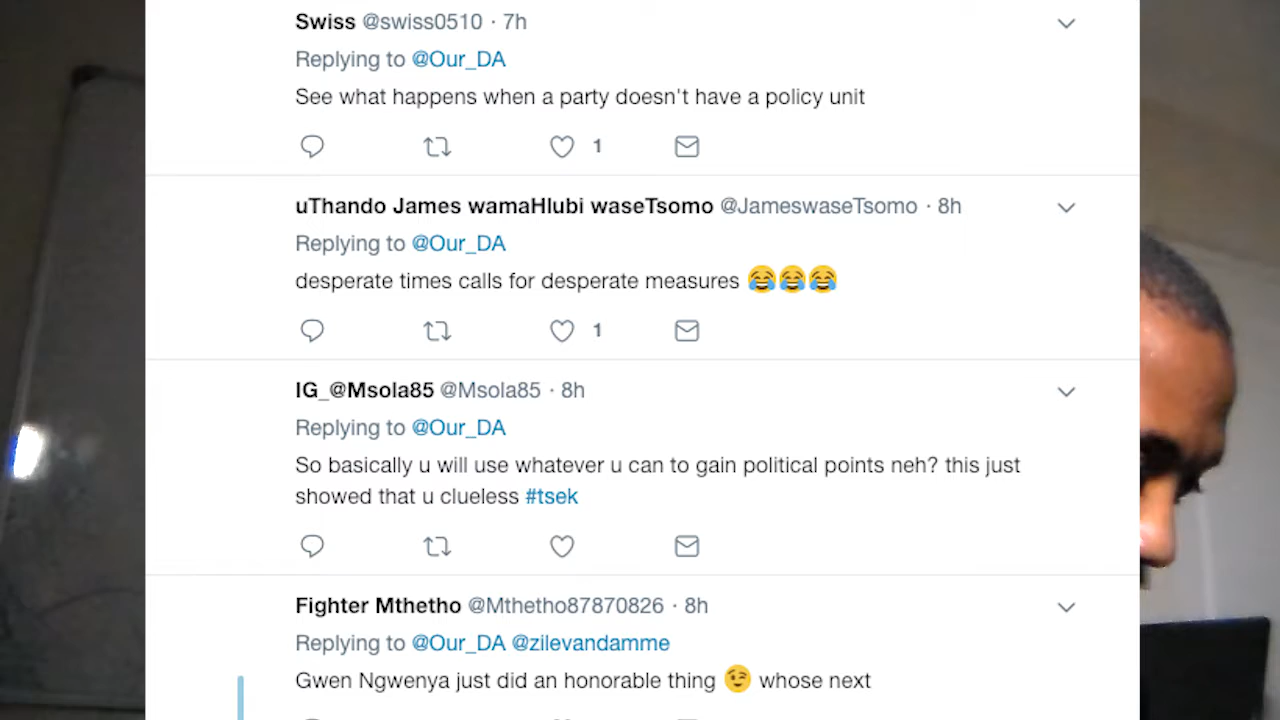 Swiss @swiss0510 · 7h
Replying to @Our_DA
See what happens when a party doesn't have a policy unit
1
uThando James wamaHlubi waseTsomo @JameswaseTsomo · 8h
Replying to @Our_DA
desperate times calls for desperate measures 😂😂😂
1
IG_@Msola85 @Msola85 · 8h
Replying to @Our_DA
So basically u will use whatever u can to gain political points neh? this just
showed that u clueless #tsek
Fighter Mthetho @Mthetho87870826 · 8h
Replying to @Our_DA @zilevandamme
Gwen Ngwenya just did an honorable thing 😉 whose next